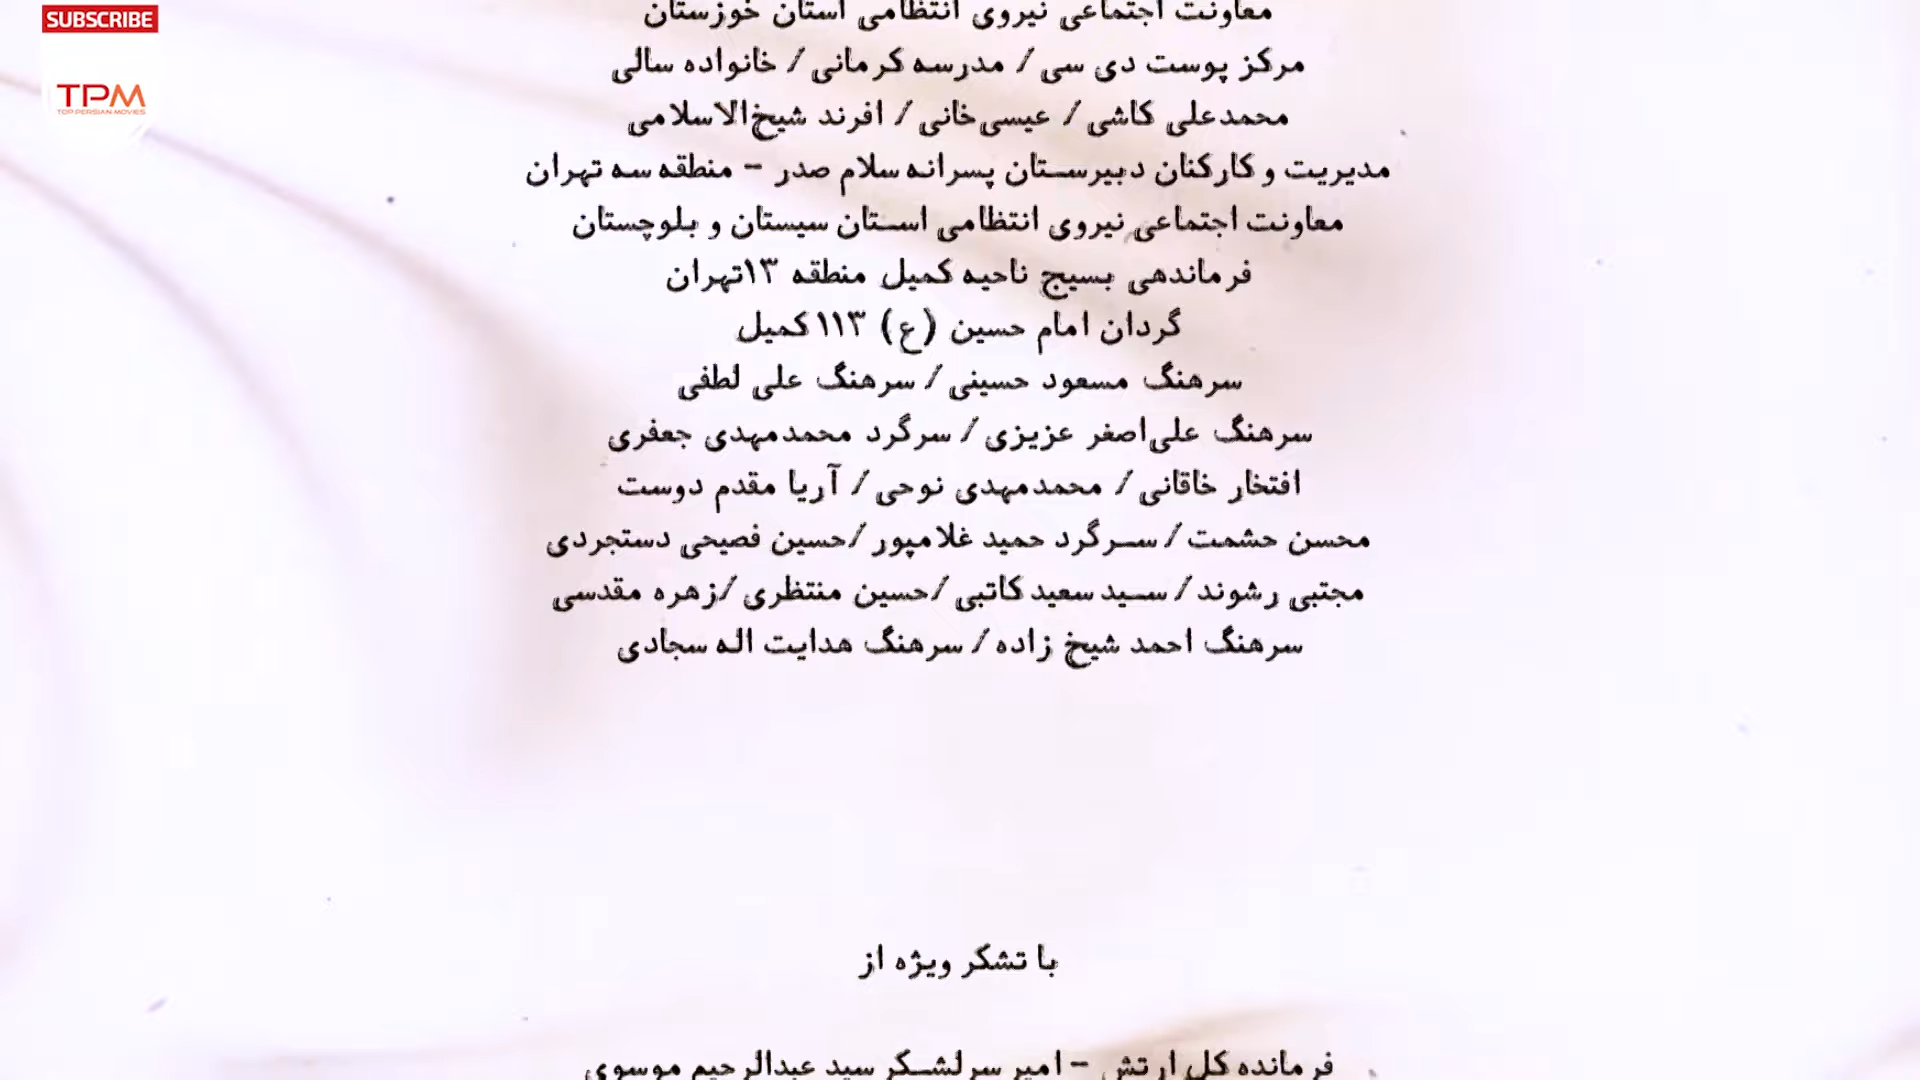 SUBSCRIBE
TPM
TOP PERSIAN MOVIES
معاونت اجتماعی نیروی انتظامی استان خوزستان
مرکز پوست دی سی / مدرسه کرمانی / خانواده سالی
محمدعلی کاشی / عیسی‌خانی / افرند شیخ‌الاسلامی
مدیریت و کارکنان دبیرستان پسرانه سلام صدر - منطقه سه تهران
معاونت اجتماعی نیروی انتظامی استان سیستان و بلوچستان
فرماندهی بسیج ناحیه کمیل منطقه ۱۳تهران
گردان امام حسین (ع) ۱۱۳کمیل
سرهنگ مسعود حسینی / سرهنگ علی لطفی
سرهنگ علی‌اصغر عزیزی / سرگرد محمدمهدی جعفری
افتخار خاقانی / محمدمهدی نوحی / آریا مقدم دوست
محسن حشمت / سرگرد حمید غلامپور /حسین فصیحی دستجردی
مجتبی رشوند / سید سعید کاتبی /حسین منتظری /زهره مقدسی
سرهنگ احمد شیخ زاده / سرهنگ هدایت اله سجادی
با تشکر ویژه از
فرمانده کل ارتش - امیر سرلشکر سید عبدالرحیم موسوی